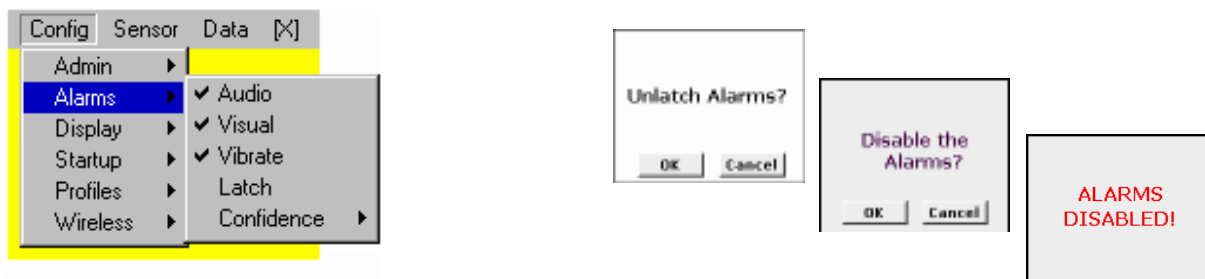 Config Sensor Data [X]
Admin
Alarms
Display
Startup
Profiles
Wireless
Audio
Visual
Vibrate
Latch
Confidence
Unlatch Alarms?
OK Cancel
Disable the
Alarms?
OK Cancel
ALARMS
DISABLED!